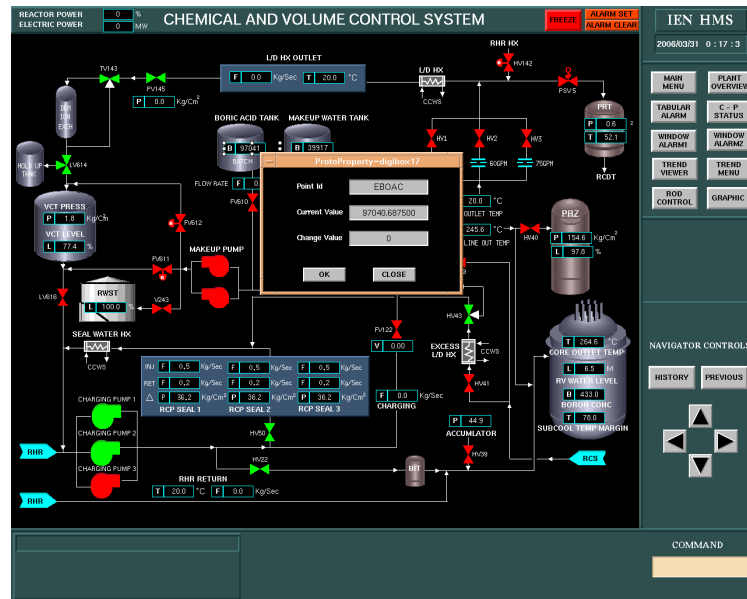 REACTOR POWER 0 %
ELECTRIC POWER 0 MW
CHEMICAL AND VOLUME CONTROL SYSTEM
FREEZE
ALARM SET
ALARM CLEAR
IEN HMS
2006/03/31 0 : 17 : 3
MAIN MENU
PLANT OVERVIEW
TABULAR ALARM
C - P STATUS
WINDOW ALARM1
WINDOW ALARM2
TREND VIEWER
TREND MENU
ROD CONTROL
GRAPHIC
NAVIGATOR CONTROLS
HISTORY
PREVIOUS
COMMAND
TV143
FV145
P 0.0 Kg/Cm2
L/D HX OUTLET
F 0.0 Kg/Sec T 20.0 °C
L/D HX
CCWS
RHR HX
HV142
PSV5
PRT
P 0.6 2
T 52.1
RCDT
DEM
ION
EXCH
HOLD UP
TANK
LV614
BORIC ACID TANK
B 97041
BATCH
MAKEUP WATER TANK
B 39917
HV1
HV2
HV3
60GPM
75GPM
FLOW RATE F 0.
FV610
VCT PRESS
P 1.8 Kg/Cm2
VCT LEVEL
L 77.4 %
FV612
FV611
MAKEUP PUMP
ProtoProperty-digibox17
Point Id EBOAC
Current Value 97040.687500
Change Value 0
OK
CLOSE
20.0 °C
OUTLET TEMP
245.6 °C
LINE OUT TEMP
HV40
PRZ
P 154.6 Kg/Cm2
L 97.8 %
LV616
RWST
L 100.0 %
V243
SEAL WATER HX
CCWS
FV122
V 0.00
HV43
EXCESS
L/D HX
CCWS
HV41
T 264.6 °C
CORE OUTLET TEMP
L 6.5 M
RV WATER LEVEL
B 433.0
BORON CONC
T 78.0
SUBCOOL TEMP MARGIN
INJ F 0.5 Kg/Sec F 0.5 Kg/Sec F 0.5 Kg/Sec
RET F 0.2 Kg/Sec F 0.2 Kg/Sec F 0.2 Kg/Sec
△ P 36.2 Kg/Cm2 P 36.2 Kg/Cm2 P 36.2 Kg/Cm2
RCP SEAL 1 RCP SEAL 2 RCP SEAL 3
F 0.0 Kg/Sec
CHARGING
P 44.9
ACCUMLATOR
CHARGING PUMP 1
CHARGING PUMP 2
CHARGING PUMP 3
HV50
HV22
BIT
HV39
RCS
RHR
RHR
RHR RETURN
T 20.0 °C F 0.0 Kg/Sec